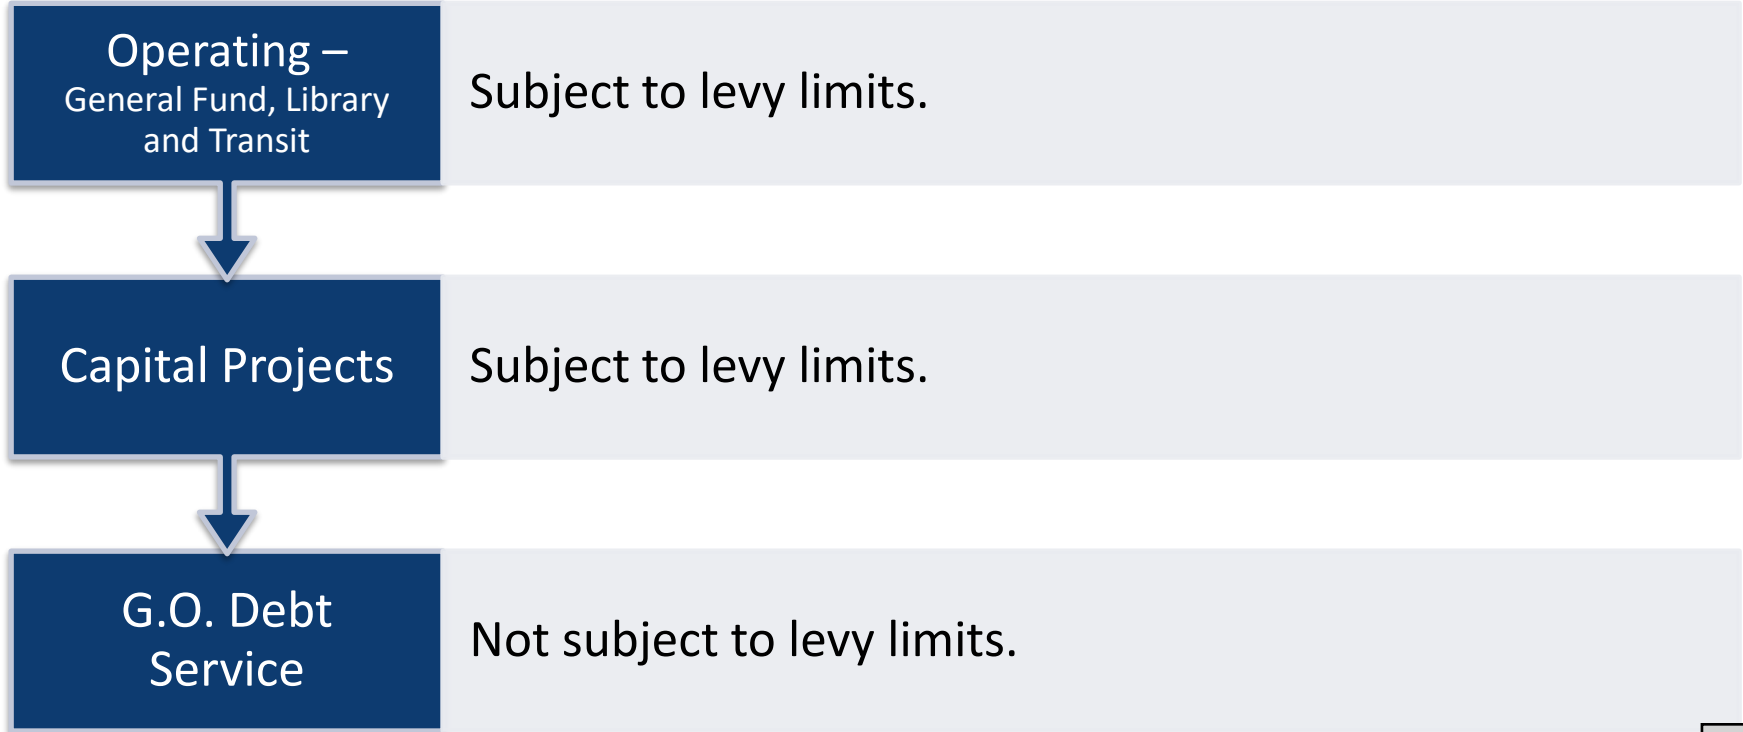 Operating –
General Fund, Library
and Transit
Subject to levy limits.
Capital Projects
Subject to levy limits.
G.O. Debt
Service
Not subject to levy limits.